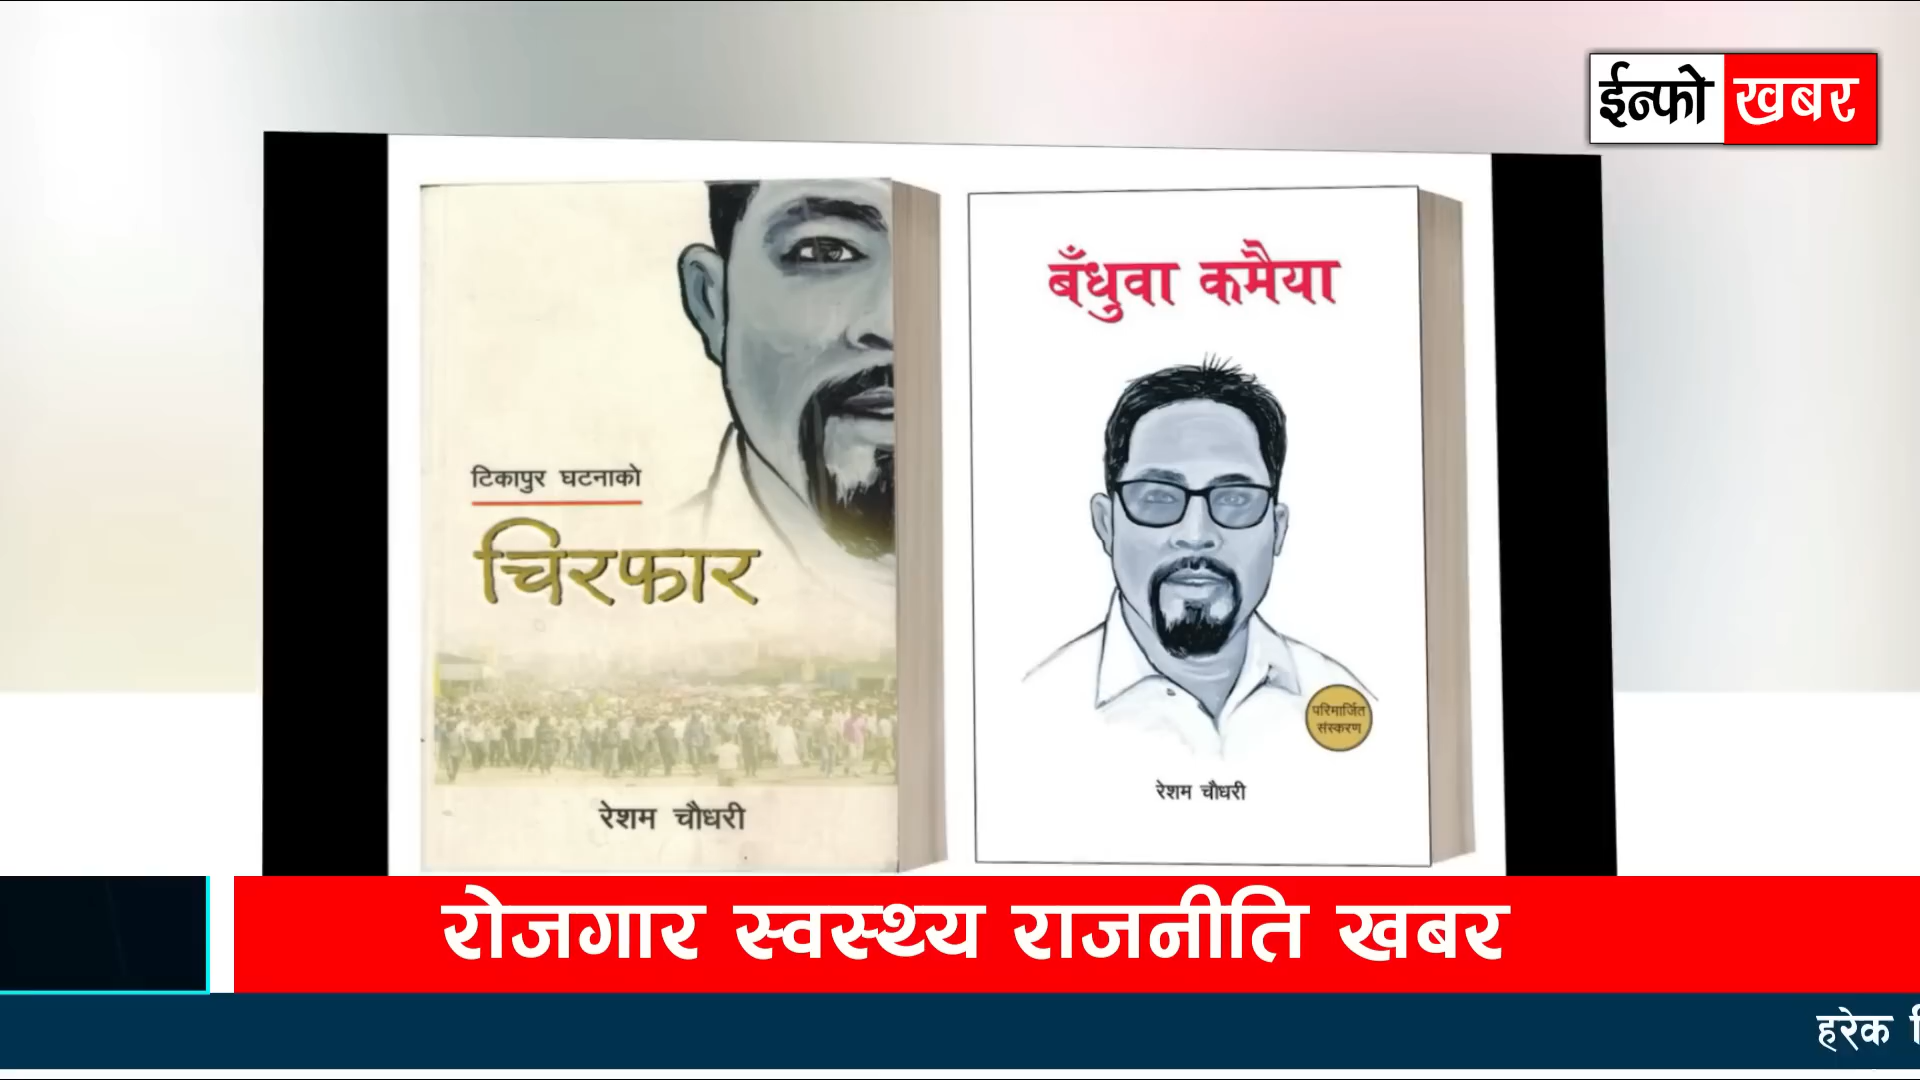 ईन्फो खबर
टिकापुर घटनाको
चिरफार
रेशम चौधरी
बँधुवा कमैया
परिमार्जित
संस्करण
रेशम चौधरी
रोजगार स्वस्थ्य राजनीति खबर
हरेक